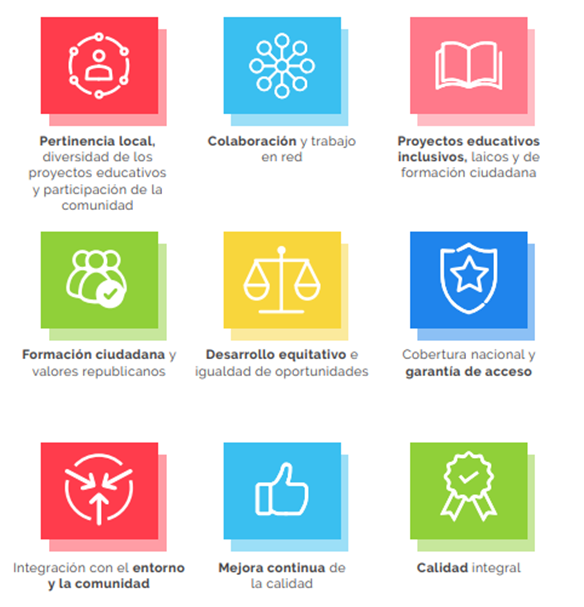 Pertinencia local,
diversidad de los
proyectos educativos
y participación de la
comunidad
Colaboración y trabajo
en red
Proyectos educativos
inclusivos, laicos y de
formación ciudadana
Formación ciudadana y
valores republicanos
Desarrollo equitativo e
igualdad de oportunidades
Cobertura nacional y
garantía de acceso
Integración con el entorno
y la comunidad
Mejora continua de
la calidad
Calidad integral